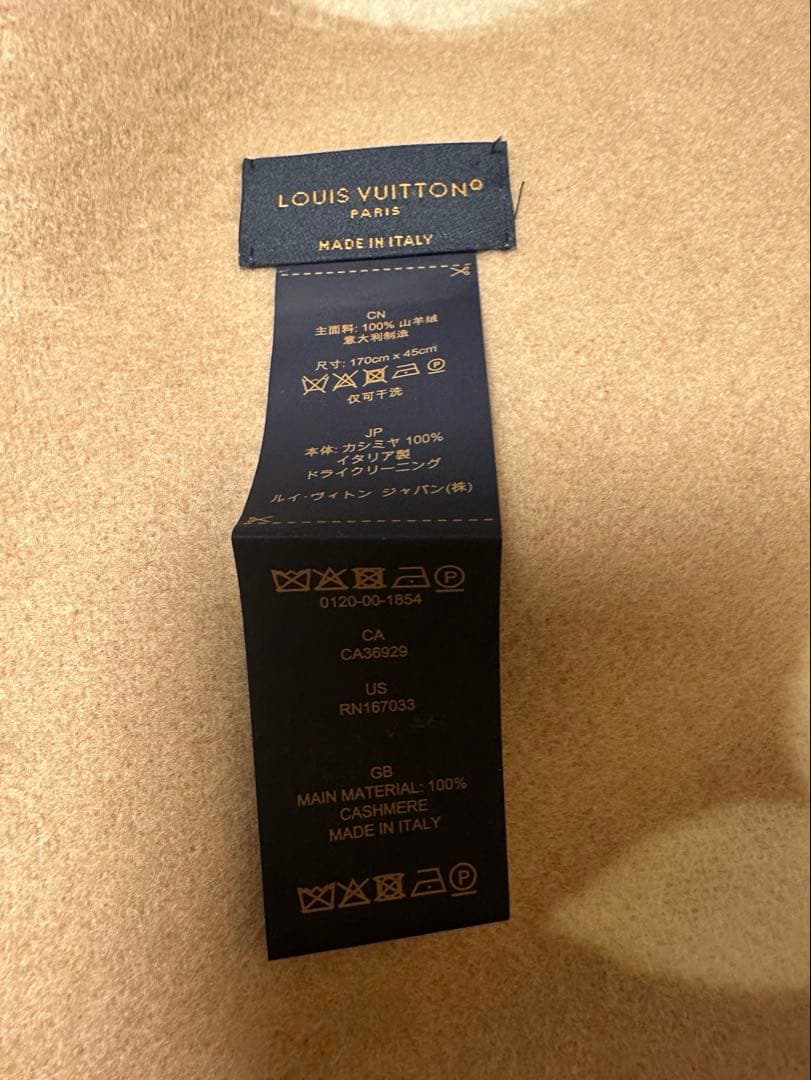 LOUIS VUITTON®
PARIS
MADE IN ITALY
CN
主面料: 100% 山羊绒
意大利制造
尺寸: 170cm x 45cm
仅可干洗
JP
本体: カシミヤ 100%
イタリア製
ドライクリーニング
ルイ・ヴィトン ジャパン(株)
P
0120-00-1854
CA
CA36929
US
RN167033
GB
MAIN MATERIAL: 100%
CASHMERE
MADE IN ITALY
P